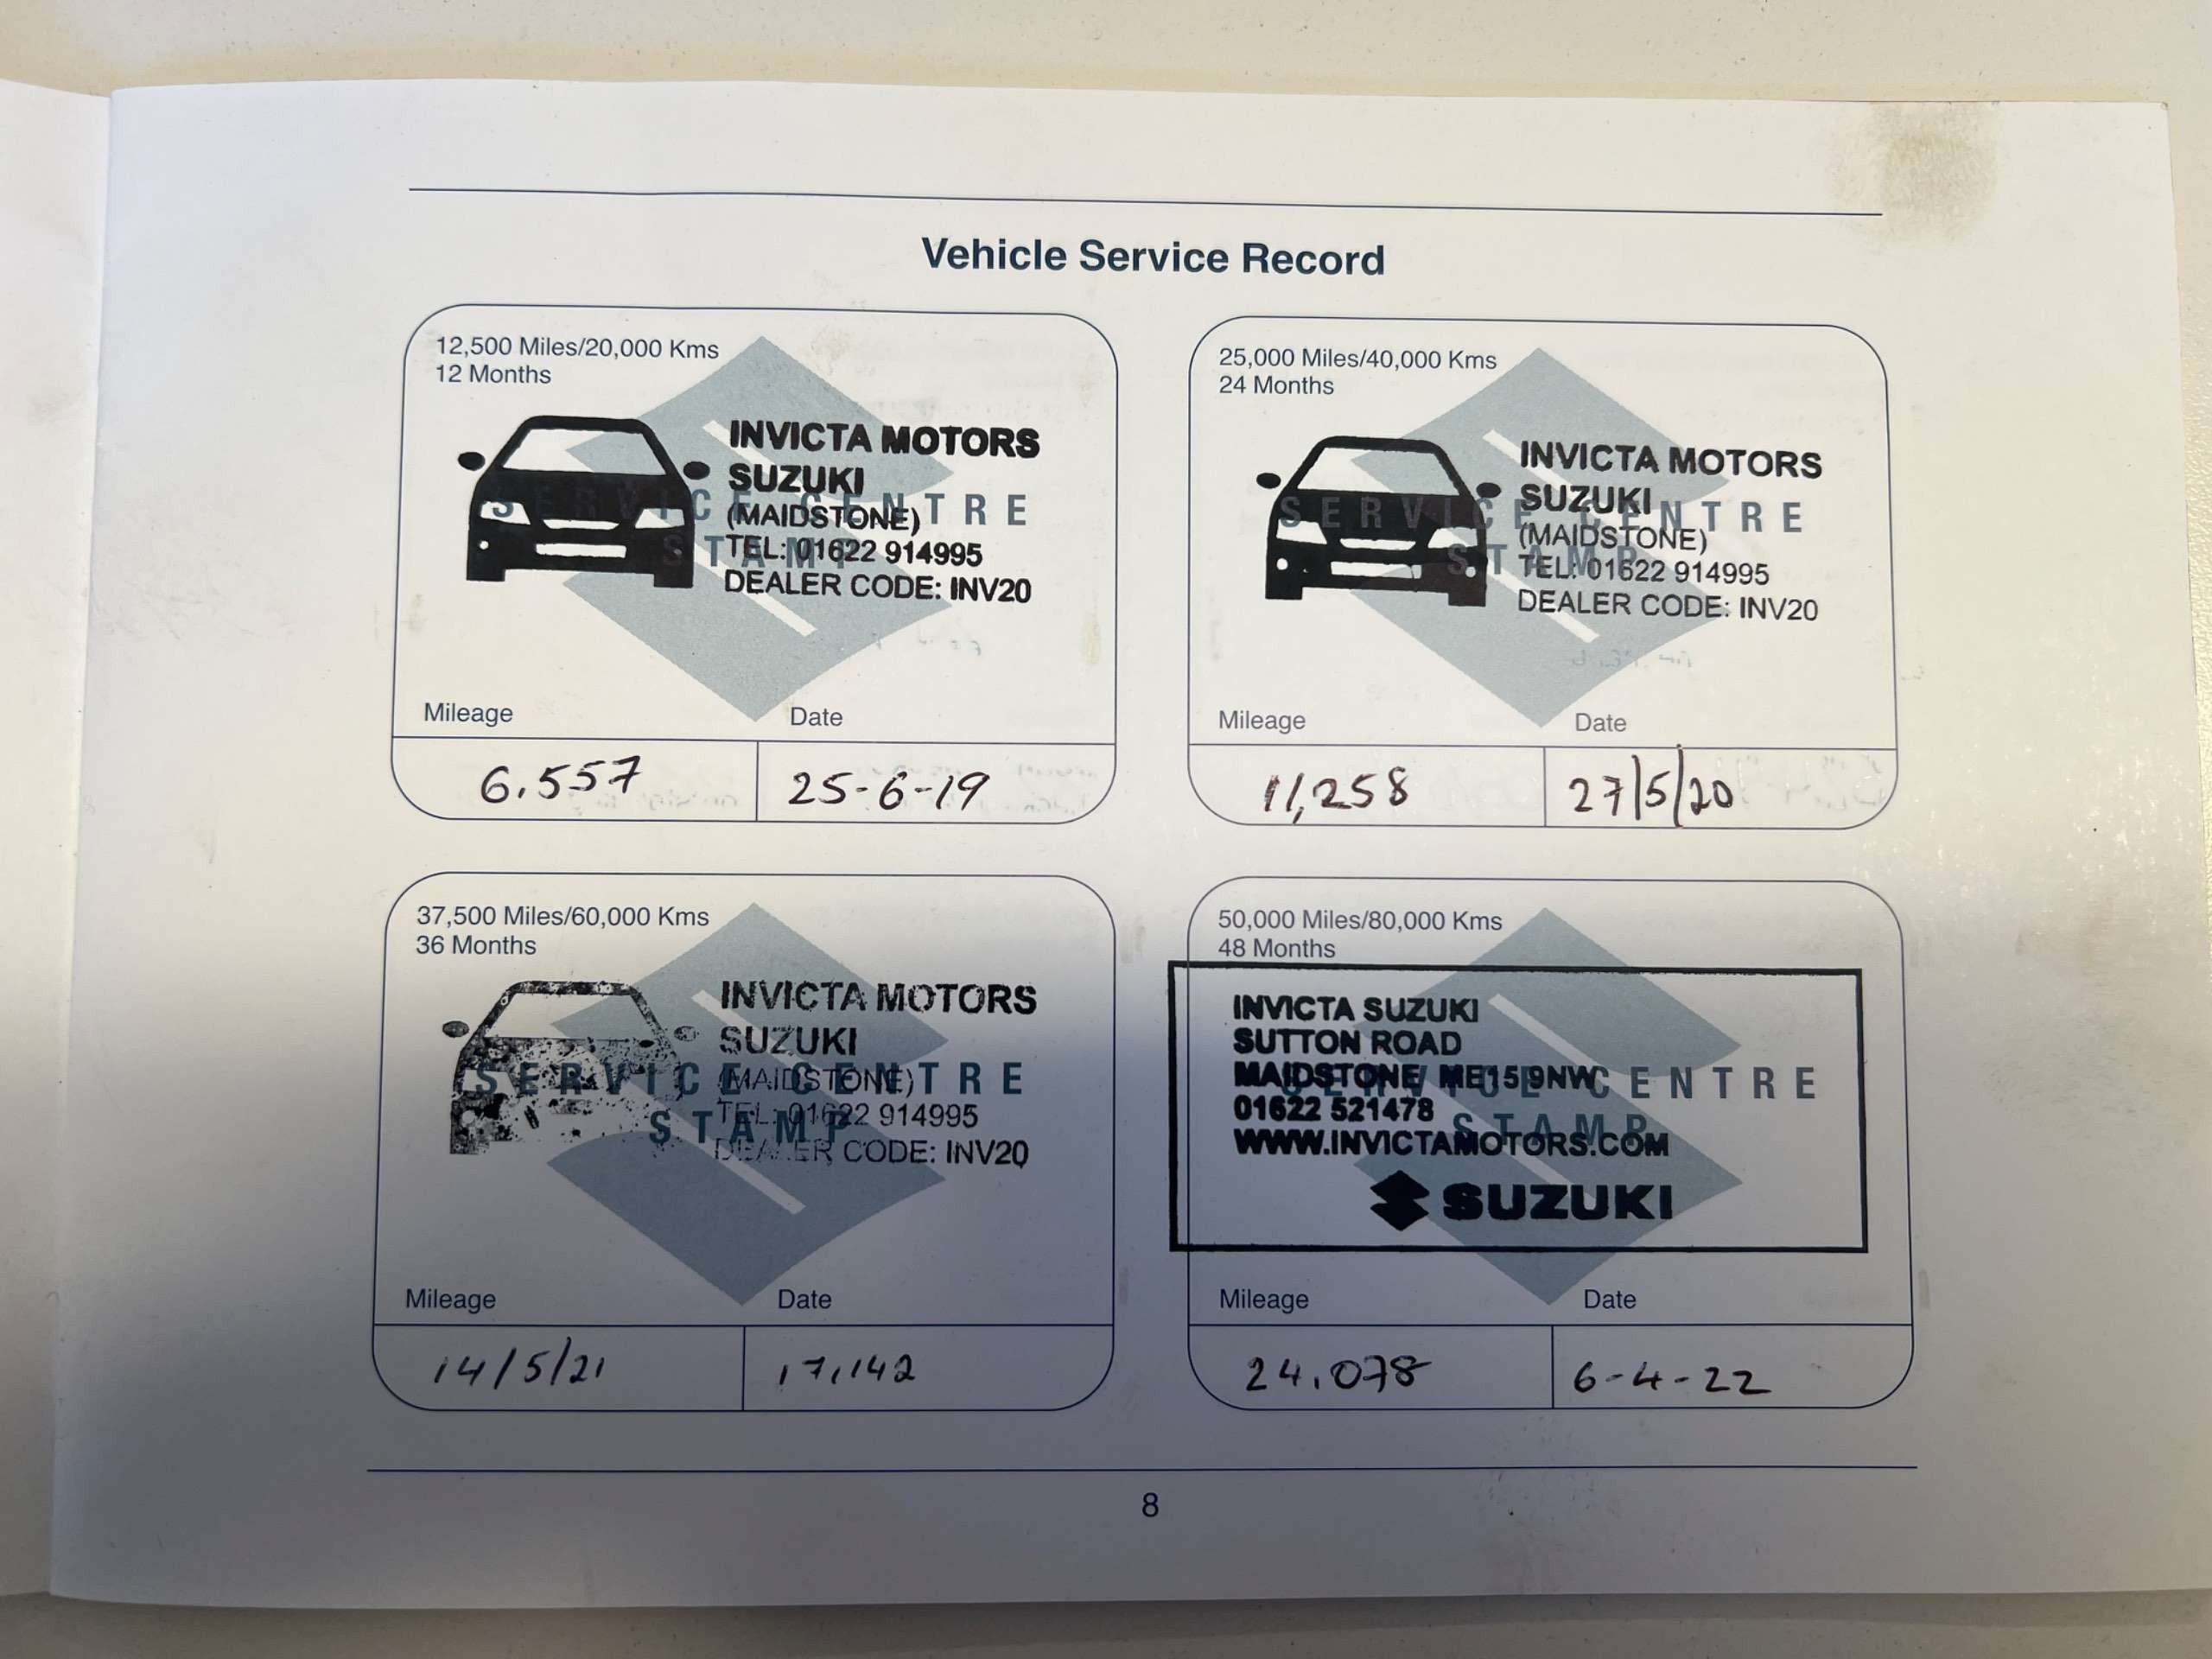 Vehicle Service Record
12,500 Miles/20,000 Kms
12 Months
SERVICE CENTRE
STAMP
INVICTA MOTORS
SUZUKI
(MAIDSTONE)
TEL: 01622 914995
DEALER CODE: INV20
Mileage Date
6.557 25-6-19
25,000 Miles/40,000 Kms
24 Months
SERVICE CENTRE
STAMP
INVICTA MOTORS
SUZUKI
(MAIDSTONE)
TEL: 01622 914995
DEALER CODE: INV20
Mileage Date
11,258 27/5/20
37,500 Miles/60,000 Kms
36 Months
SERVICE CENTRE
STAMP
INVICTA MOTORS
SUZUKI
(MAIDSTONE)
TEL: 01622 914995
DEALER CODE: INV20
Mileage Date
14/5/21 17,142
50,000 Miles/80,000 Kms
48 Months
SERVICE CENTRE
STAMP
INVICTA SUZUKI
SUTTON ROAD
MAIDSTONE ME15 9NW
01622 521478
WWW.INVICTAMOTORS.COM
SUZUKI
Mileage Date
24.078 6-4-22
8